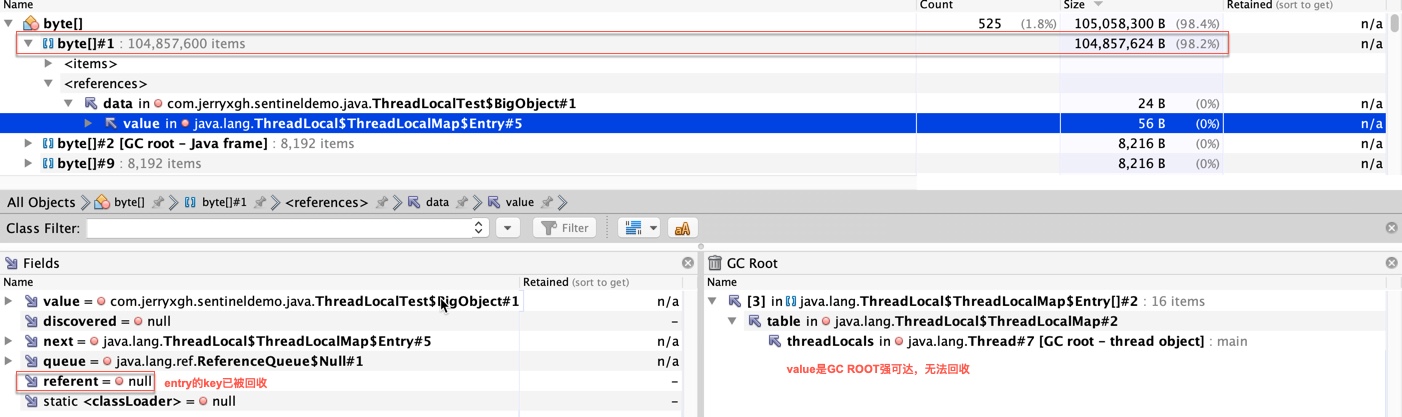 Name Count Size Retained (sort to get)
byte[] 525 (1.8%) 105,058,300 B (98.4%) n/a
byte[]#1 : 104,857,600 items 104,857,624 B (98.2%) n/a
<items>
<references>
data in com.jerryxgh.sentineldemo.java.ThreadLocalTest$BigObject#1 24 B (0%) n/a
value in java.lang.ThreadLocal$ThreadLocalMap$Entry#5 56 B (0%) n/a
byte[]#2 [GC root - Java frame] : 8,192 items 8,216 B (0%) n/a
byte[]#9 : 8,192 items 8,216 B (0%) n/a
All Objects byte[] byte[]#1 <references> data value
Class Filter: Filter aA
Fields
Name Retained (sort to get)
value = com.jerryxgh.sentineldemo.java.ThreadLocalTest$BigObject#1 n/a
discovered = null –
next = java.lang.ThreadLocal$ThreadLocalMap$Entry#5 n/a
queue = java.lang.ref.ReferenceQueue$Null#1 n/a
referent = null entry的key已被回收 –
static <classLoader> = null –
GC Root
Name
[3] in java.lang.ThreadLocal$ThreadLocalMap$Entry[]#2 : 16 items
table in java.lang.ThreadLocal$ThreadLocalMap#2
threadLocals in java.lang.Thread#7 [GC root - thread object] : main
value是GC ROOT强可达，无法回收